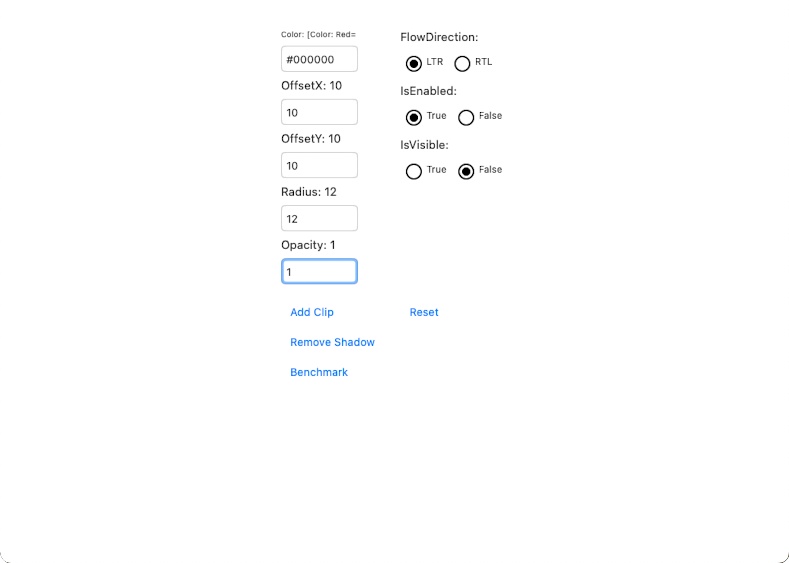 Color: [Color: Red=
#000000
OffsetX: 10
10
OffsetY: 10
10
Radius: 12
12
Opacity: 1
1
FlowDirection:
LTR RTL
IsEnabled:
True False
IsVisible:
True False
Add Clip Reset
Remove Shadow
Benchmark